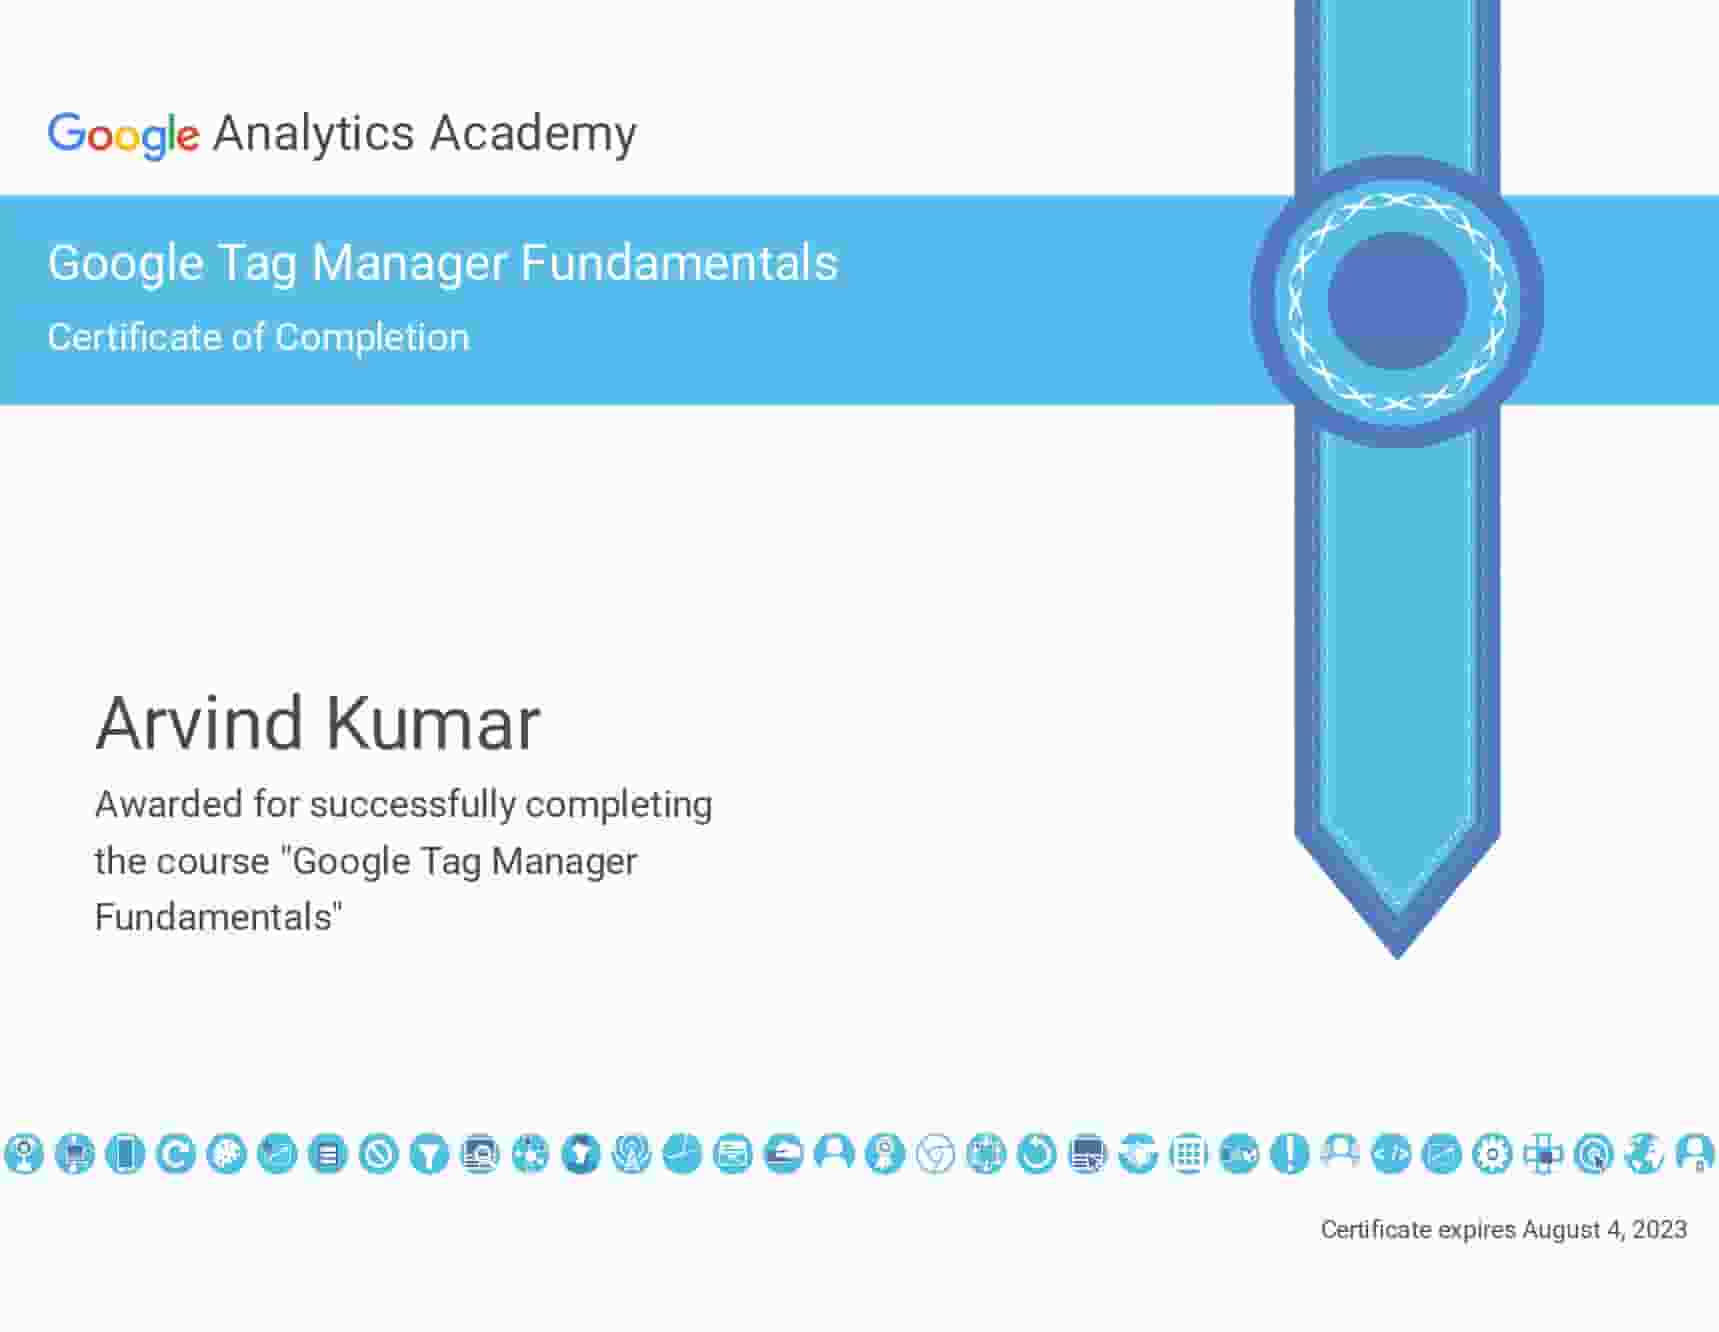 Google Analytics Academy
Google Tag Manager Fundamentals
Certificate of Completion
Arvind Kumar
Awarded for successfully completing
the course "Google Tag Manager
Fundamentals"
Certificate expires August 4, 2023